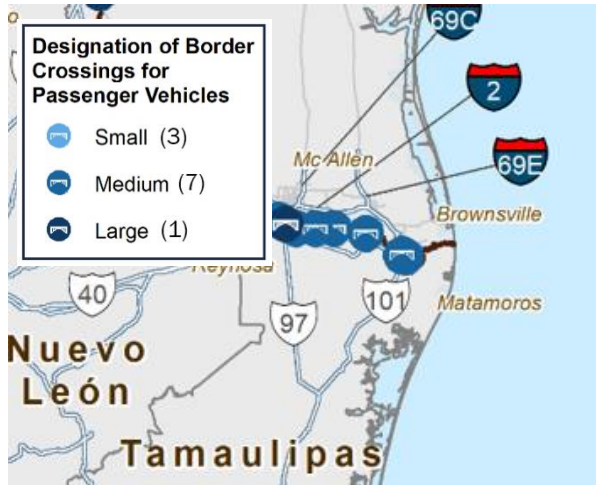 Designation of Border
Crossings for
Passenger Vehicles
Small (3)
Medium (7)
Large (1)
69C
2
69E
Mc Allen
Brownsville
Reynosa
Matamoros
40
97
101
Nuevo
León
Tamaulipas